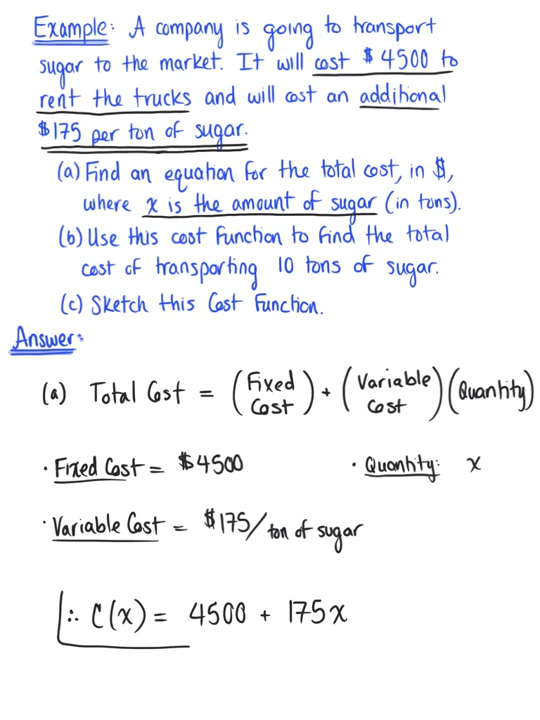 Example: A company is going to transport
sugar to the market. It will cost $4500 to
rent the trucks and will cost an additional
$175 per ton of sugar.
(a) Find an equation for the total cost, in $,
where x is the amount of sugar (in tons).
(b) Use this cost function to find the total
cost of transporting 10 tons of sugar.
(c) Sketch this Cost Function.
Answer:
(a) Total Cost = (Fixed Cost) + (Variable Cost)(Quantity)
· Fixed Cost = $4500 · Quantity: x
· Variable Cost = $175/ton of sugar
∴ C(x) = 4500 + 175x